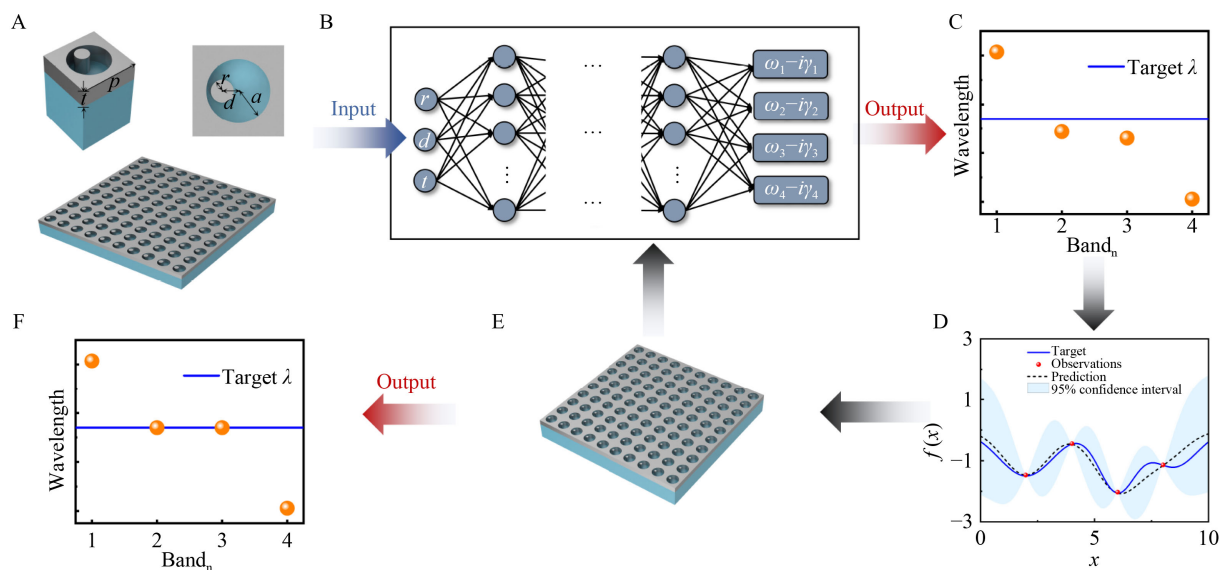 A
t
p
r
d
a
B
Input
r
d
t
...
...
⋮
⋮
ω₁−iγ₁
ω₂−iγ₂
ω₃−iγ₃
ω₄−iγ₄
Output
C
Target λ
Wavelength
1 2 3 4
Bandₙ
D
3
1
−1
−3
Target
Observations
Prediction
95% confidence interval
f(x)
0 5 10
x
E
Output
F
Target λ
Wavelength
1 2 3 4
Bandₙ